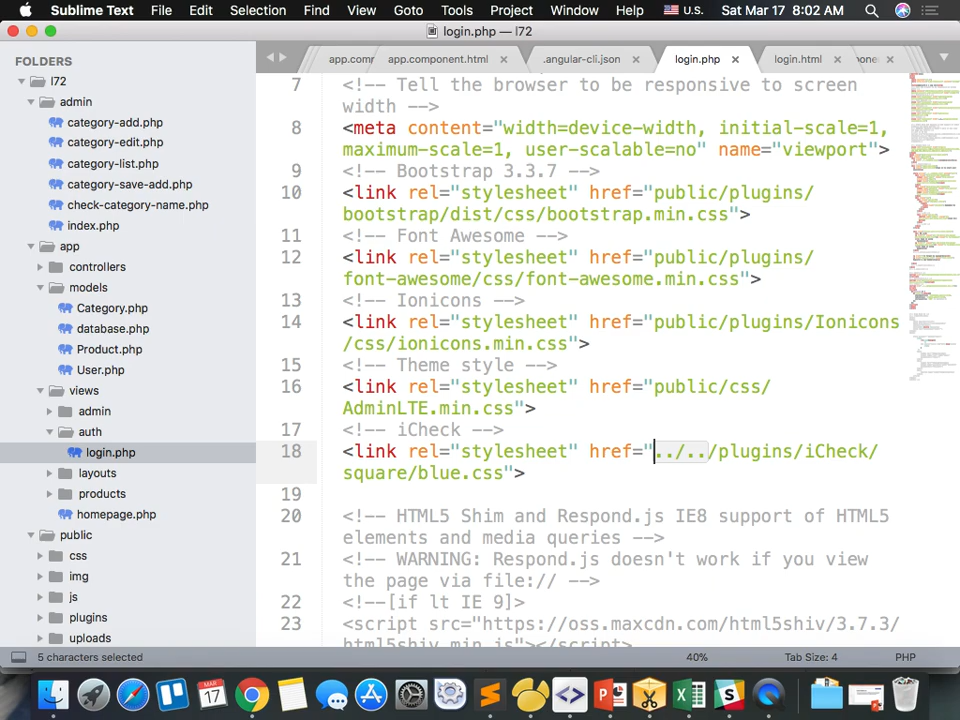 Sublime Text File Edit Selection Find View Goto Tools Project Window Help U.S. Sat Mar 17 8:02 AM
login.php — l72
FOLDERS
l72
admin
category-add.php
category-edit.php
category-list.php
category-save-add.php
check-category-name.php
index.php
app
controllers
models
Category.php
database.php
Product.php
User.php
views
admin
auth
login.php
layouts
products
homepage.php
public
css
img
js
plugins
uploads
app.comr app.component.html × .angular-cli.json × login.php × login.html × ×
7 <!-- Tell the browser to be responsive to screen
width -->
8 <meta content="width=device-width, initial-scale=1,
maximum-scale=1, user-scalable=no" name="viewport">
9 <!-- Bootstrap 3.3.7 -->
10 <link rel="stylesheet" href="public/plugins/
bootstrap/dist/css/bootstrap.min.css">
11 <!-- Font Awesome -->
12 <link rel="stylesheet" href="public/plugins/
font-awesome/css/font-awesome.min.css">
13 <!-- Ionicons -->
14 <link rel="stylesheet" href="public/plugins/Ionicons
/css/ionicons.min.css">
15 <!-- Theme style -->
16 <link rel="stylesheet" href="public/css/
AdminLTE.min.css">
17 <!-- iCheck -->
18 <link rel="stylesheet" href="../../plugins/iCheck/
square/blue.css">
19
20 <!-- HTML5 Shim and Respond.js IE8 support of HTML5
elements and media queries -->
21 <!-- WARNING: Respond.js doesn't work if you view
the page via file:// -->
22 <!--[if lt IE 9]>
23 <script src="https://oss.maxcdn.com/html5shiv/3.7.3/
html5shiv.min.js"></script>
5 characters selected 40% Tab Size: 4 PHP
MAR
17